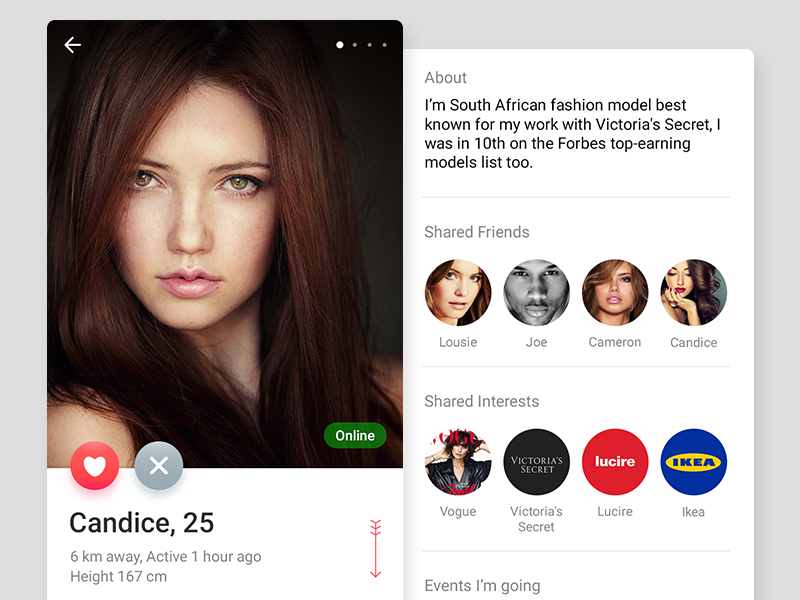 Online
Candice, 25
6 km away, Active 1 hour ago
Height 167 cm
About
I'm South African fashion model best
known for my work with Victoria's Secret, I
was in 10th on the Forbes top-earning
models list too.
Shared Friends
Lousie
Joe
Cameron
Candice
Shared Interests
VOGUE
VICTORIA'S
SECRET
lucire
IKEA
Vogue
Victoria's
Secret
Lucire
Ikea
Events I'm going